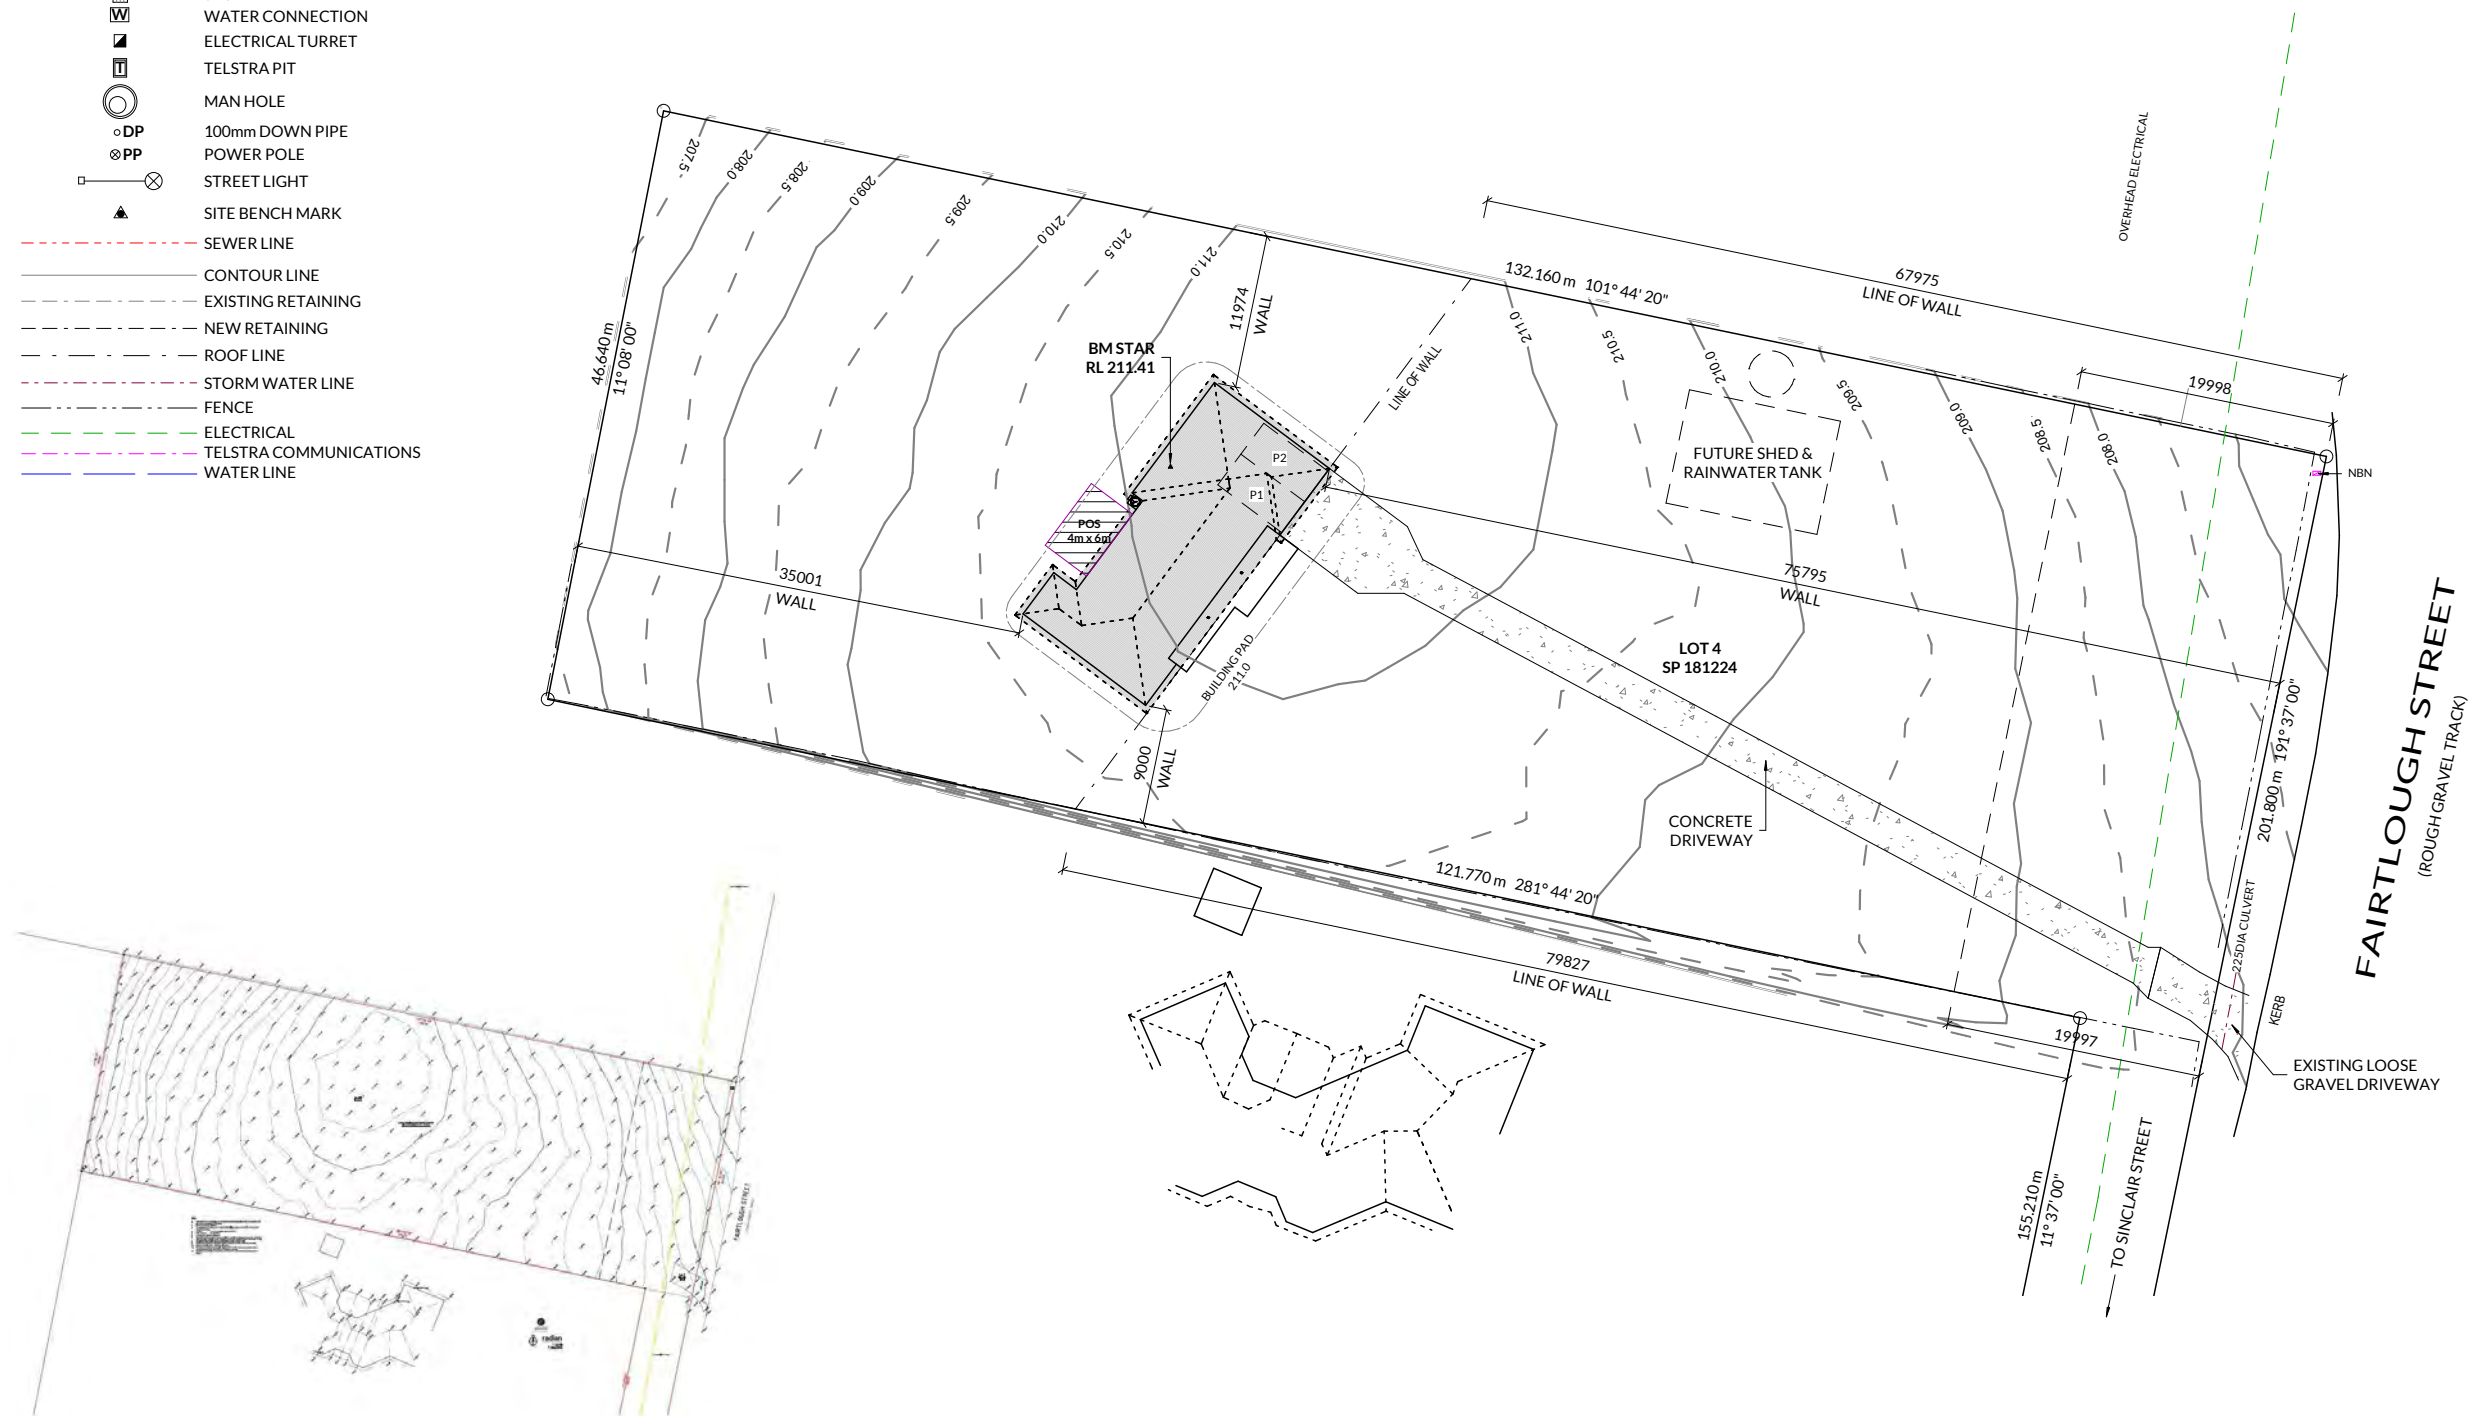 W WATER CONNECTION
ELECTRICAL TURRET
T TELSTRA PIT
MAN HOLE
DP 100mm DOWN PIPE
PP POWER POLE
STREET LIGHT
SITE BENCH MARK
SEWER LINE
CONTOUR LINE
EXISTING RETAINING
NEW RETAINING
ROOF LINE
STORM WATER LINE
FENCE
ELECTRICAL
TELSTRA COMMUNICATIONS
WATER LINE
207.5
208.0
208.5
209.0
209.5
210.0
210.5
211.0
46.640 m
11° 08' 00"
11974
WALL
BM STAR
RL 211.41
LINE OF WALL
132.160 m 101° 44' 20"
67975
LINE OF WALL
OVERHEAD ELECTRICAL
19998
211.0
210.5
210.0
209.5
209.0
208.5
208.0
NBN
FUTURE SHED &
RAINWATER TANK
P2
P1
POS
4m x 6m
35001
WALL
75795
WALL
LOT 4
SP 181224
BUILDING PAD
211.0
9000
WALL
CONCRETE
DRIVEWAY
121.770 m 281° 44' 20"
79827
LINE OF WALL
201.800 m 191° 37' 00"
FAIRTLOUGH STREET
(ROUGH GRAVEL TRACK)
225DIA CULVERT
KERB
19997
EXISTING LOOSE
GRAVEL DRIVEWAY
155.210 m
11° 37' 00"
TO SINCLAIR STREET
FAIRTLOUGH STREET
radian